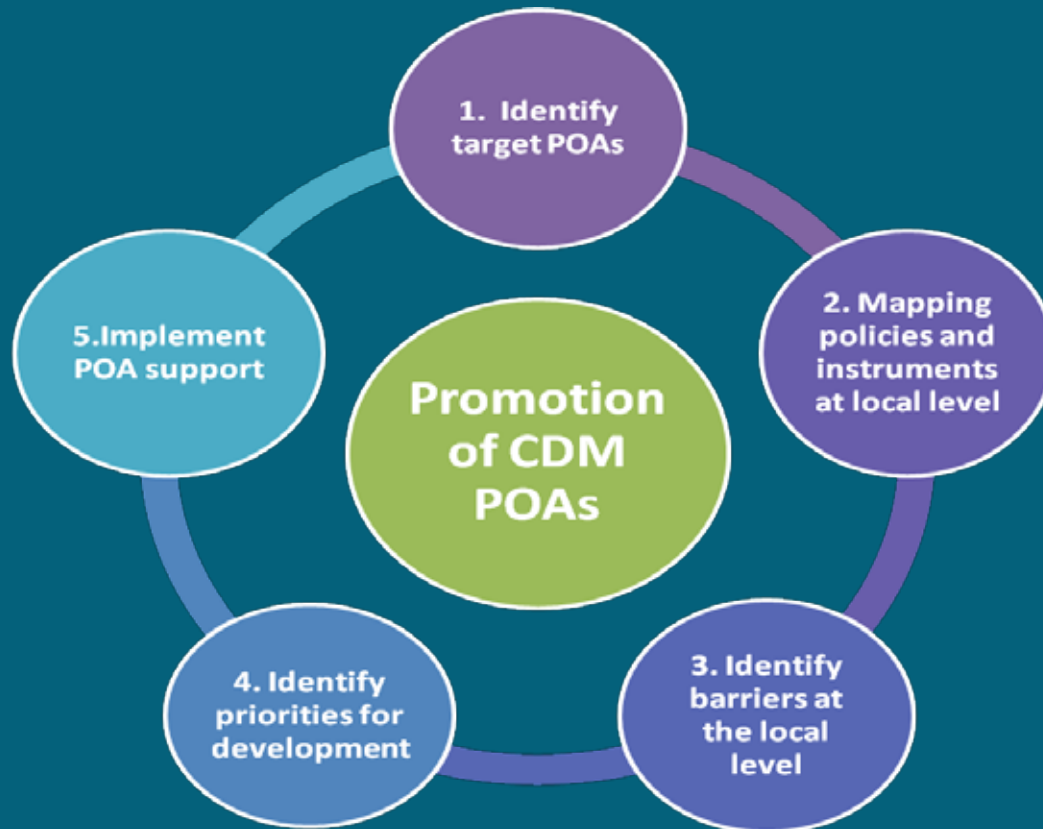 1. Identify
target POAs
2. Mapping
policies and
instruments
at local level
3. Identify
barriers at
the local
level
4. Identify
priorities for
development
5.Implement
POA support
Promotion
of CDM
POAs